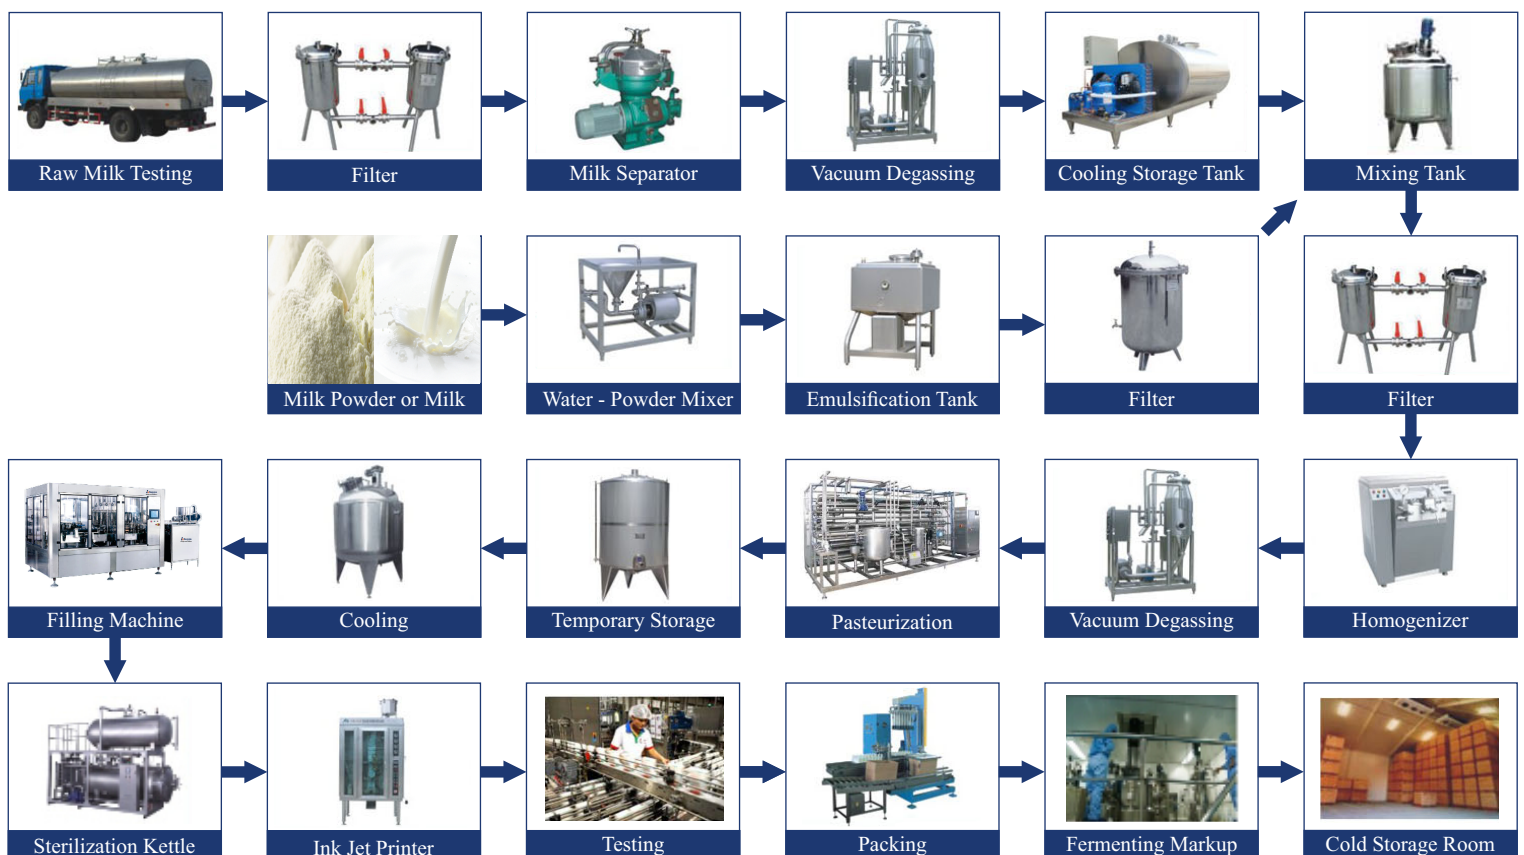 Raw Milk Testing
Filter
Milk Separator
Vacuum Degassing
Cooling Storage Tank
Mixing Tank
Milk Powder or Milk
Water - Powder Mixer
Emulsification Tank
Filter
Filter
Filling Machine
Cooling
Temporary Storage
Pasteurization
Vacuum Degassing
Homogenizer
Sterilization Kettle
Ink Jet Printer
Testing
Packing
Fermenting Markup
Cold Storage Room